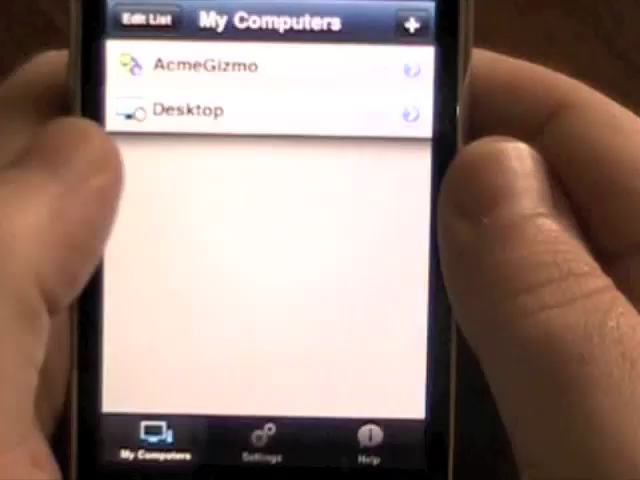 Edit List My Computers +
AcmeGizmo
Desktop
My Computers Settings Help